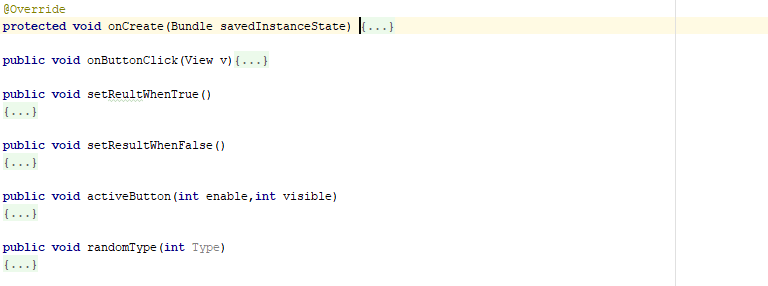 @Override
protected void onCreate(Bundle savedInstanceState) {...}
public void onButtonClick(View v){...}
public void setReultWhenTrue()
{...}
public void setResultWhenFalse()
{...}
public void activeButton(int enable,int visible)
{...}
public void randomType(int Type)
{...}